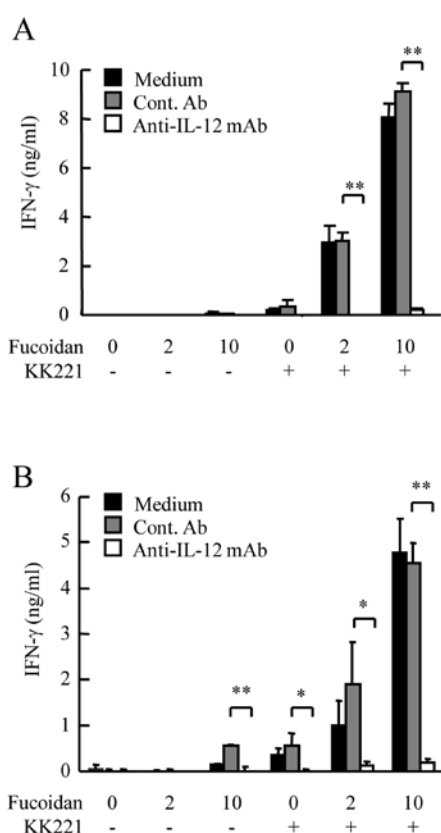 A
**
10
Medium
Cont. Ab
Anti-IL-12 mAb
8
6
**
4
2
0
IFN-γ (ng/ml)
Fucoidan 0 2 10 0 2 10
KK221 - - - + + +
B
6
Medium
Cont. Ab
Anti-IL-12 mAb
**
5
4
3
*
2
** *
1
0
IFN-γ (ng/ml)
Fucoidan 0 2 10 0 2 10
KK221 - - - + + +